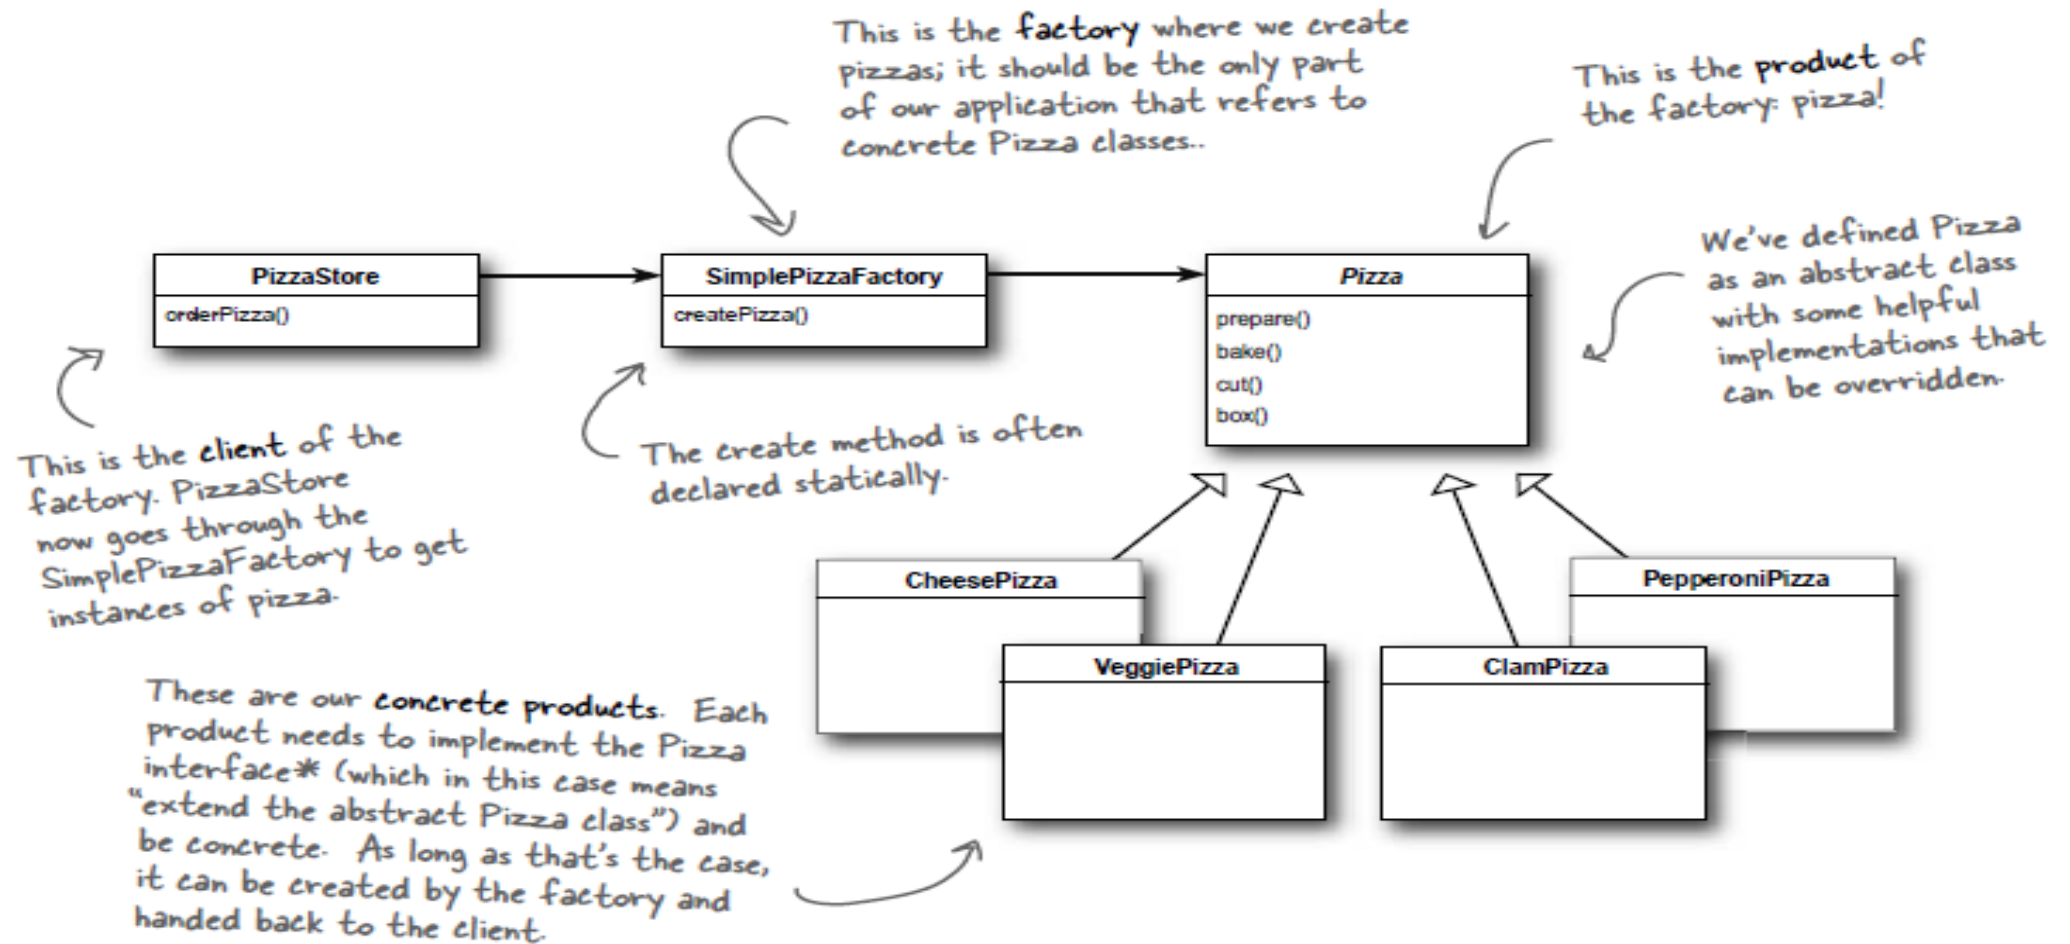 This is the factory where we create
pizzas; it should be the only part
of our application that refers to
concrete Pizza classes..
This is the product of
the factory: pizza!
We've defined Pizza
as an abstract class
with some helpful
implementations that
can be overridden.
PizzaStore
orderPizza()
SimplePizzaFactory
createPizza()
Pizza
prepare()
bake()
cut()
box()
This is the client of the
factory. PizzaStore
now goes through the
SimplePizzaFactory to get
instances of pizza.
The create method is often
declared statically.
CheesePizza
VeggiePizza
ClamPizza
PepperoniPizza
These are our concrete products. Each
product needs to implement the Pizza
interface* (which in this case means
“extend the abstract Pizza class”) and
be concrete. As long as that's the case,
it can be created by the factory and
handed back to the client.